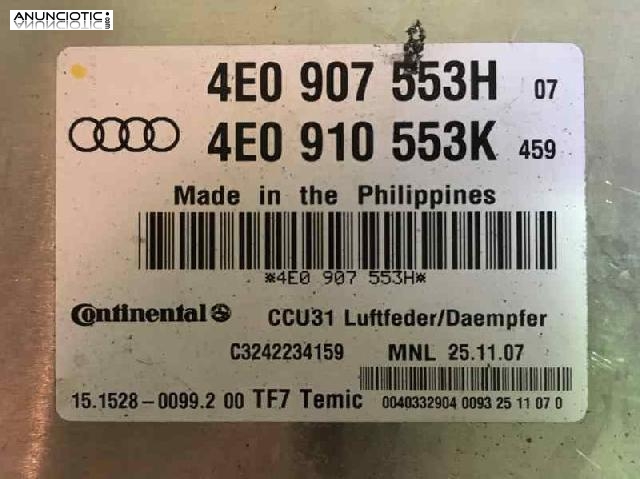 ANUNCIOTIC.com
4E0 907 553H 07
4E0 910 553K 459
Made in the Philippines
*4E0 907 553H*
Continental CCU31 Luftfeder/Daempfer
C3242234159 MNL 25.11.07
15.1528-0099.2 00 TF7 Temic 0040332904 0093 25 11 07 0